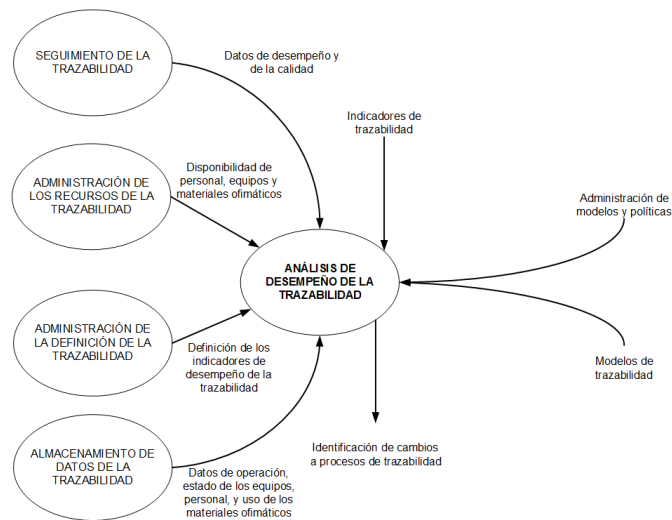 SEGUIMIENTO DE LA
TRAZABILIDAD
Datos de desempeño y
de la calidad
Indicadores de
trazabilidad
ADMINISTRACIÓN DE
LOS RECURSOS DE LA
TRAZABILIDAD
Disponibilidad de
personal, equipos y
materiales ofimáticos
Administración de
modelos y políticas
ANÁLISIS DE
DESEMPEÑO DE LA
TRAZABILIDAD
ADMINISTRACIÓN DE
LA DEFINICIÓN DE LA
TRAZABILIDAD
Definición de los
indicadores de
desempeño de la
trazabilidad
Modelos de
trazabilidad
ALMACENAMIENTO DE
DATOS DE LA
TRAZABILIDAD
Datos de operación,
estado de los equipos,
personal, y uso de los
materiales ofimáticos
Identificación de cambios
a procesos de trazabilidad